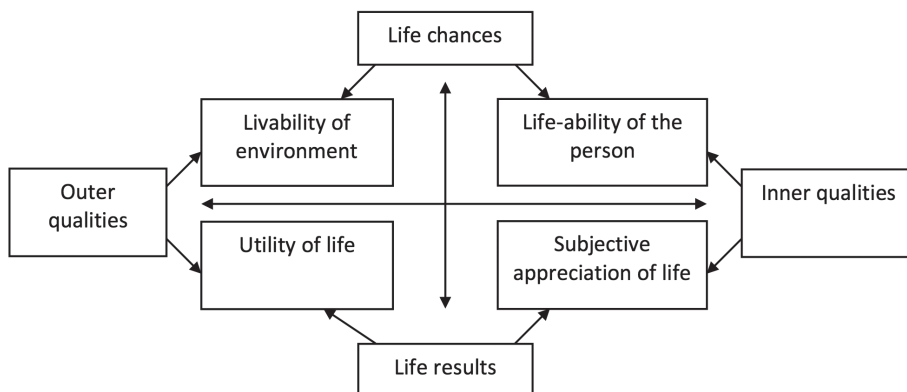 Life chances
Livability of
environment
Life-ability of the
person
Outer
qualities
Inner qualities
Utility of life
Subjective
appreciation of life
Life results